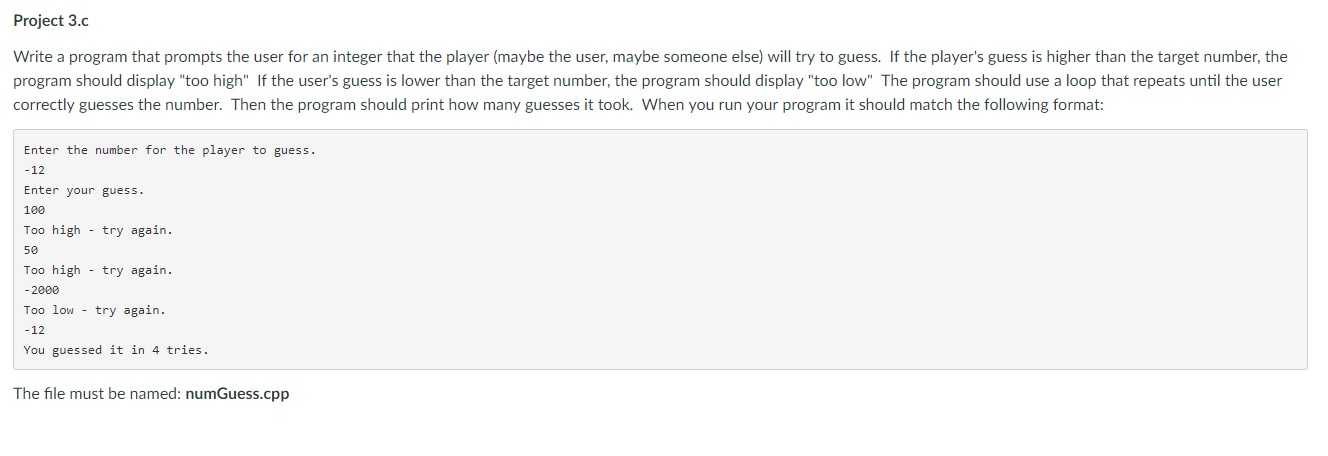 Project 3.c
Write a program that prompts the user for an integer that the player (maybe the user, maybe someone else) will try to guess. If the player's guess is higher than the target number, the
program should display "too high" If the user's guess is lower than the target number, the program should display "too low" The program should use a loop that repeats until the user
correctly guesses the number. Then the program should print how many guesses it took. When you run your program it should match the following format:
Enter the number for the player to guess.
-12
Enter your guess.
100
Too high - try again.
50
Too high - try again.
-2000
Too low - try again.
-12
You guessed it in 4 tries.
The file must be named: numGuess.cpp